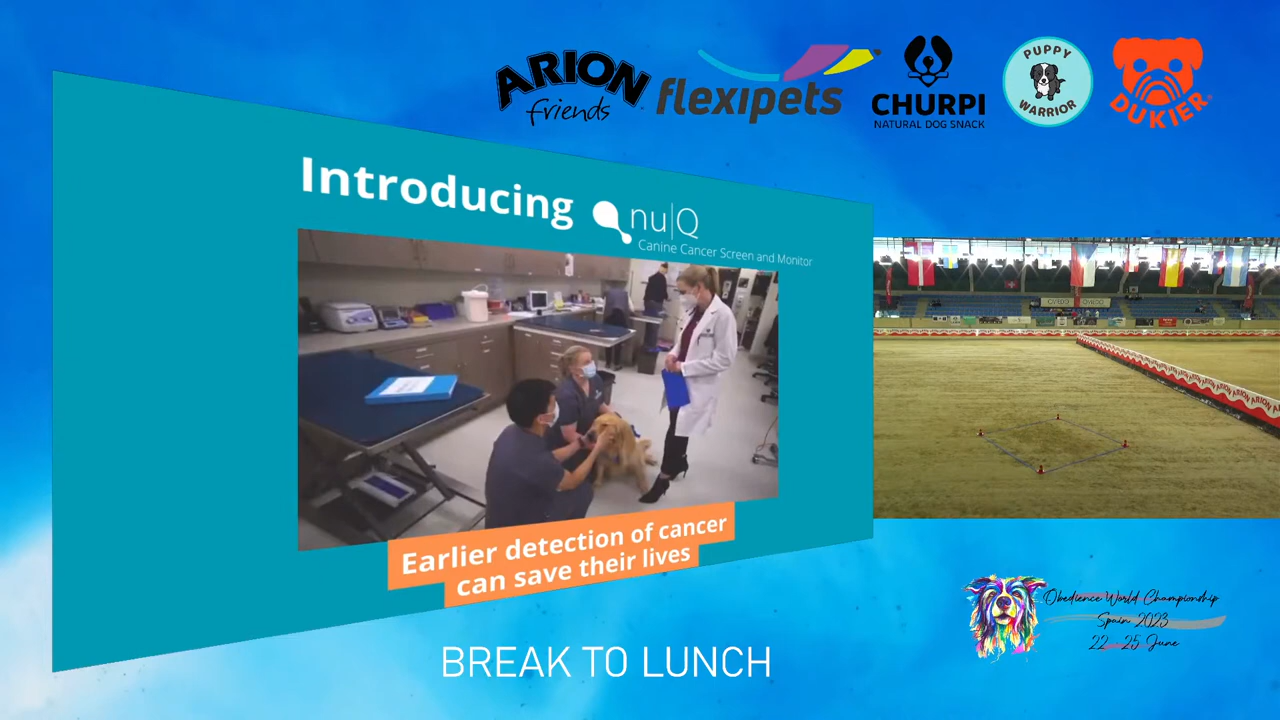 ARION
friends
flexipets
CHURPI
NATURAL DOG SNACK
PUPPY
WARRIOR
DUKIER
Introducing nu|Q
Canine Cancer Screen and Monitor
Earlier detection of cancer
can save their lives
Obedience World Championship
Spain 2023
22 - 25 June
BREAK TO LUNCH